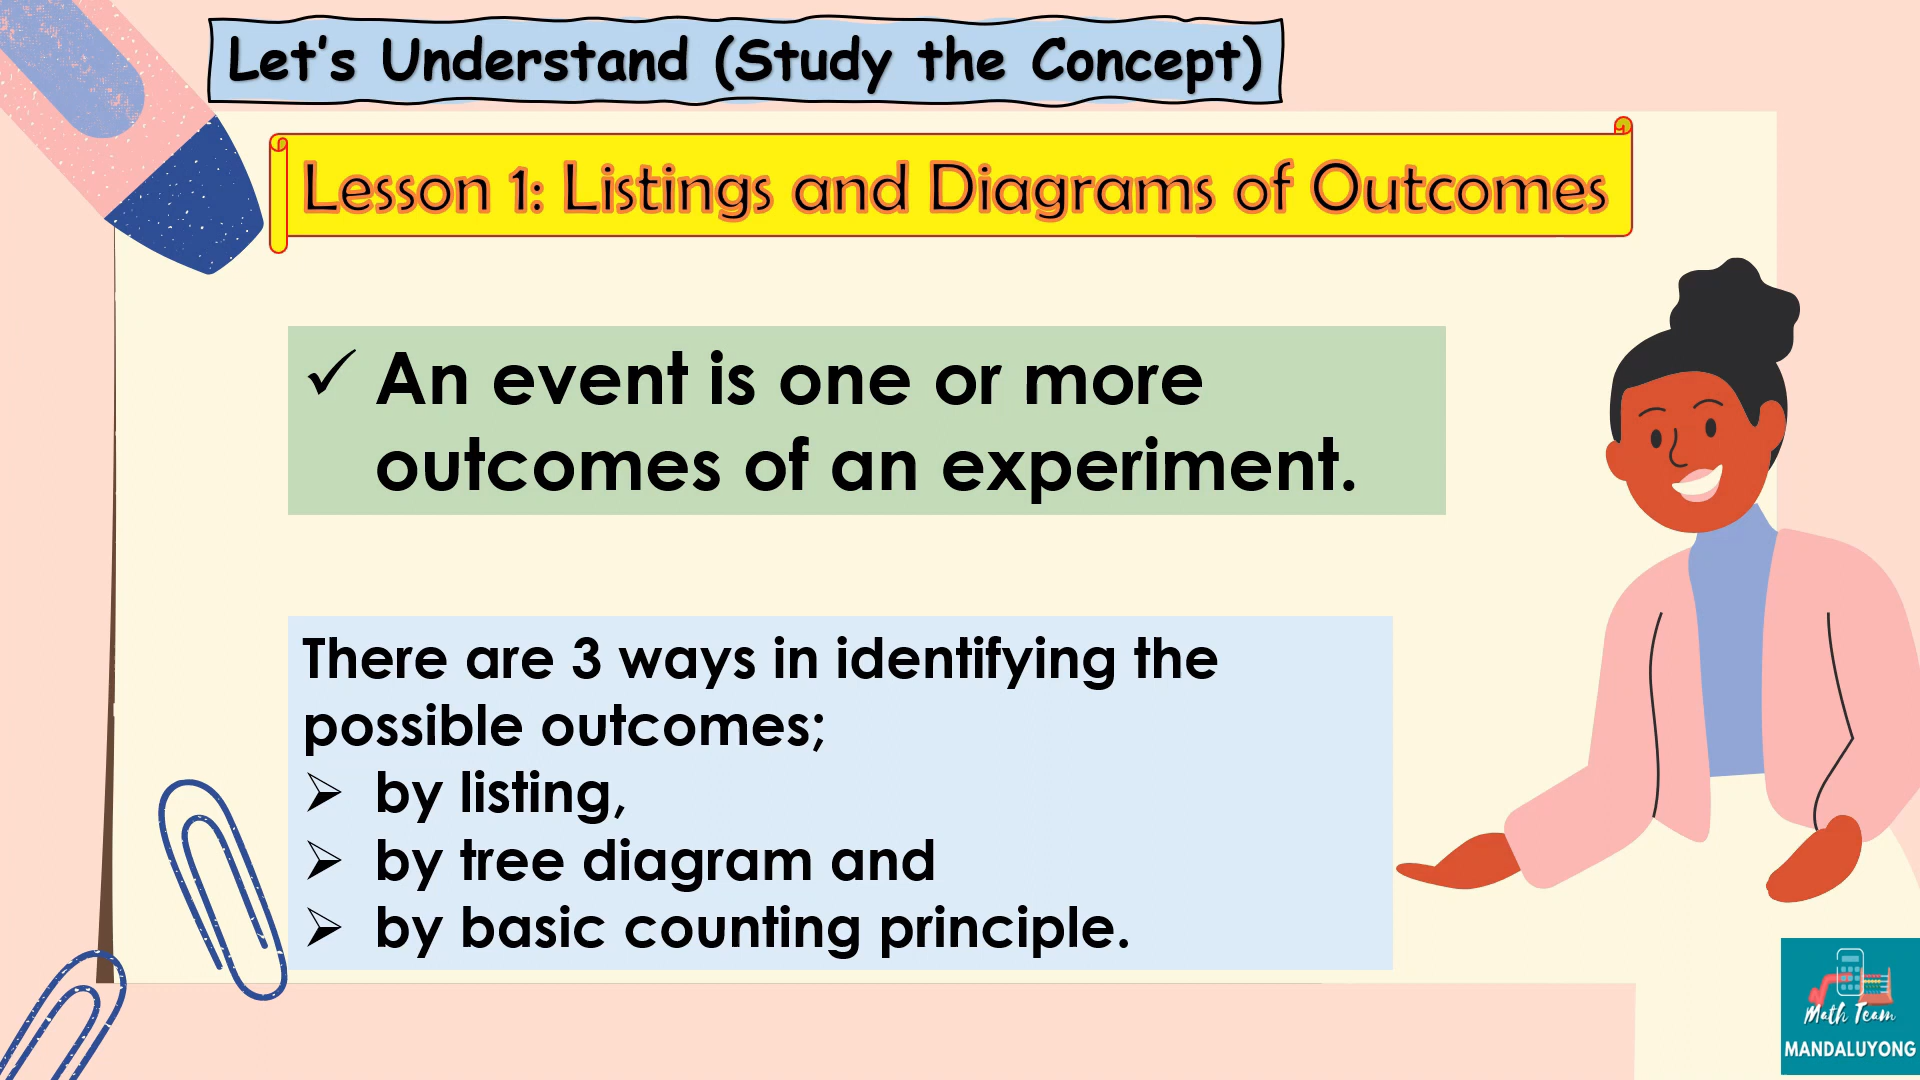 Let's Understand (Study the Concept)
Lesson 1: Listings and Diagrams of Outcomes
✓ An event is one or more
outcomes of an experiment.
There are 3 ways in identifying the
possible outcomes;
➢ by listing,
➢ by tree diagram and
➢ by basic counting principle.
Math Team
MANDALUYONG